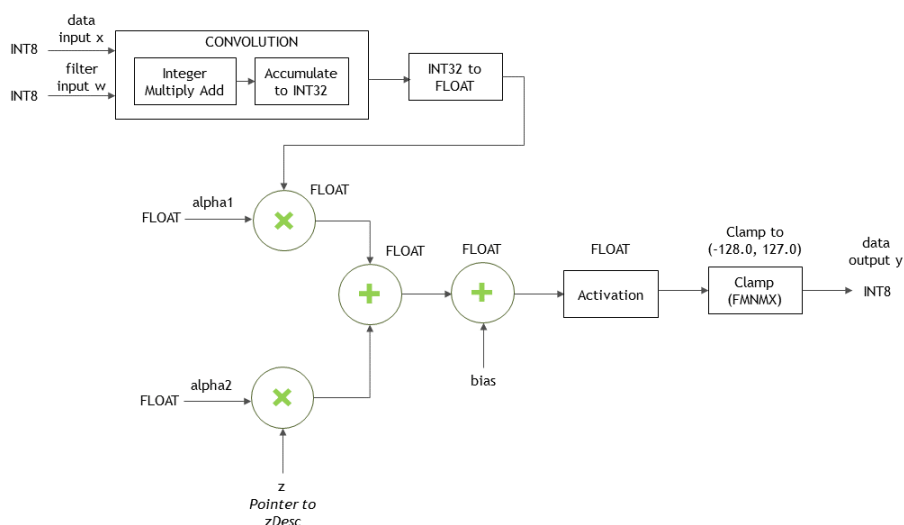 data
input x
INT8
filter
input w
INT8
CONVOLUTION
Integer
Multiply Add
Accumulate
to INT32
INT32 to
FLOAT
alpha1
FLOAT
FLOAT
FLOAT
FLOAT
FLOAT
Clamp to
(-128.0, 127.0)
data
output y
Activation
Clamp
(FMNMX)
INT8
bias
alpha2
FLOAT
z
Pointer to
zDesc